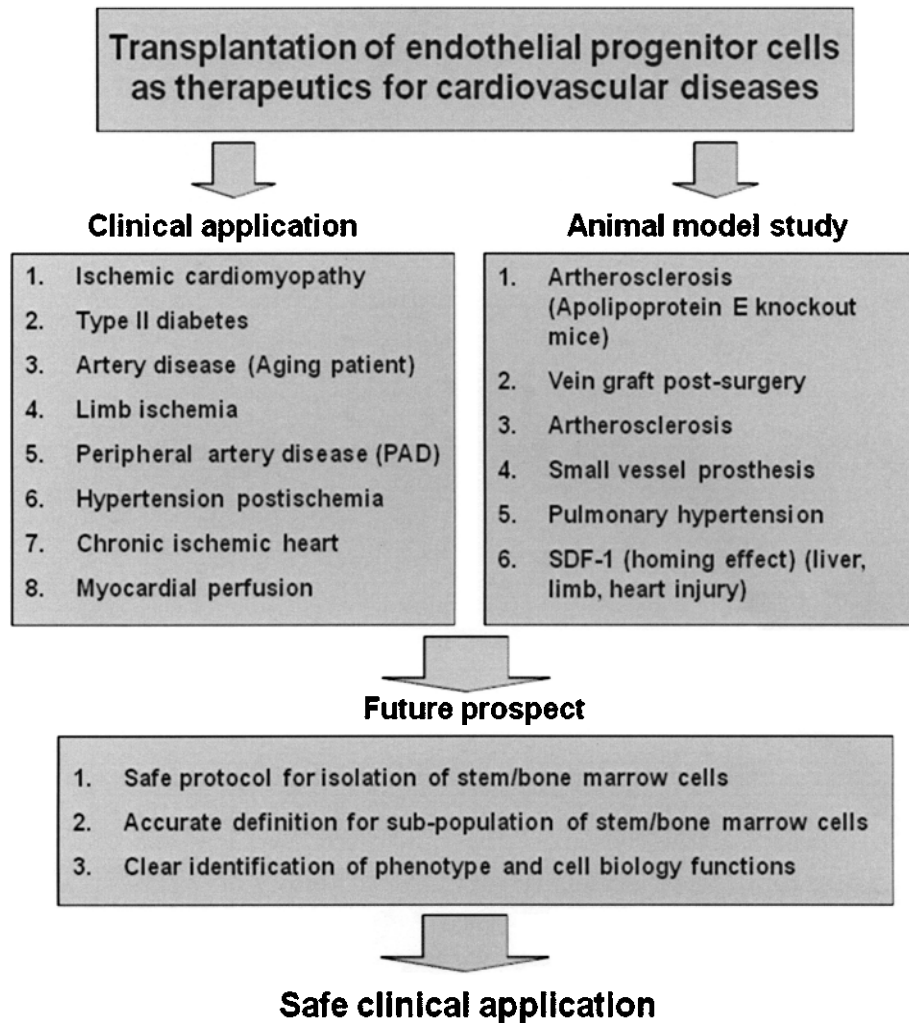 Transplantation of endothelial progenitor cells
as therapeutics for cardiovascular diseases
Clinical application
1. Ischemic cardiomyopathy
2. Type II diabetes
3. Artery disease (Aging patient)
4. Limb ischemia
5. Peripheral artery disease (PAD)
6. Hypertension postischemia
7. Chronic ischemic heart
8. Myocardial perfusion
Animal model study
1. Artherosclerosis
(Apolipoprotein E knockout
mice)
2. Vein graft post-surgery
3. Artherosclerosis
4. Small vessel prosthesis
5. Pulmonary hypertension
6. SDF-1 (homing effect) (liver,
limb, heart injury)
Future prospect
1. Safe protocol for isolation of stem/bone marrow cells
2. Accurate definition for sub-population of stem/bone marrow cells
3. Clear identification of phenotype and cell biology functions
Safe clinical application